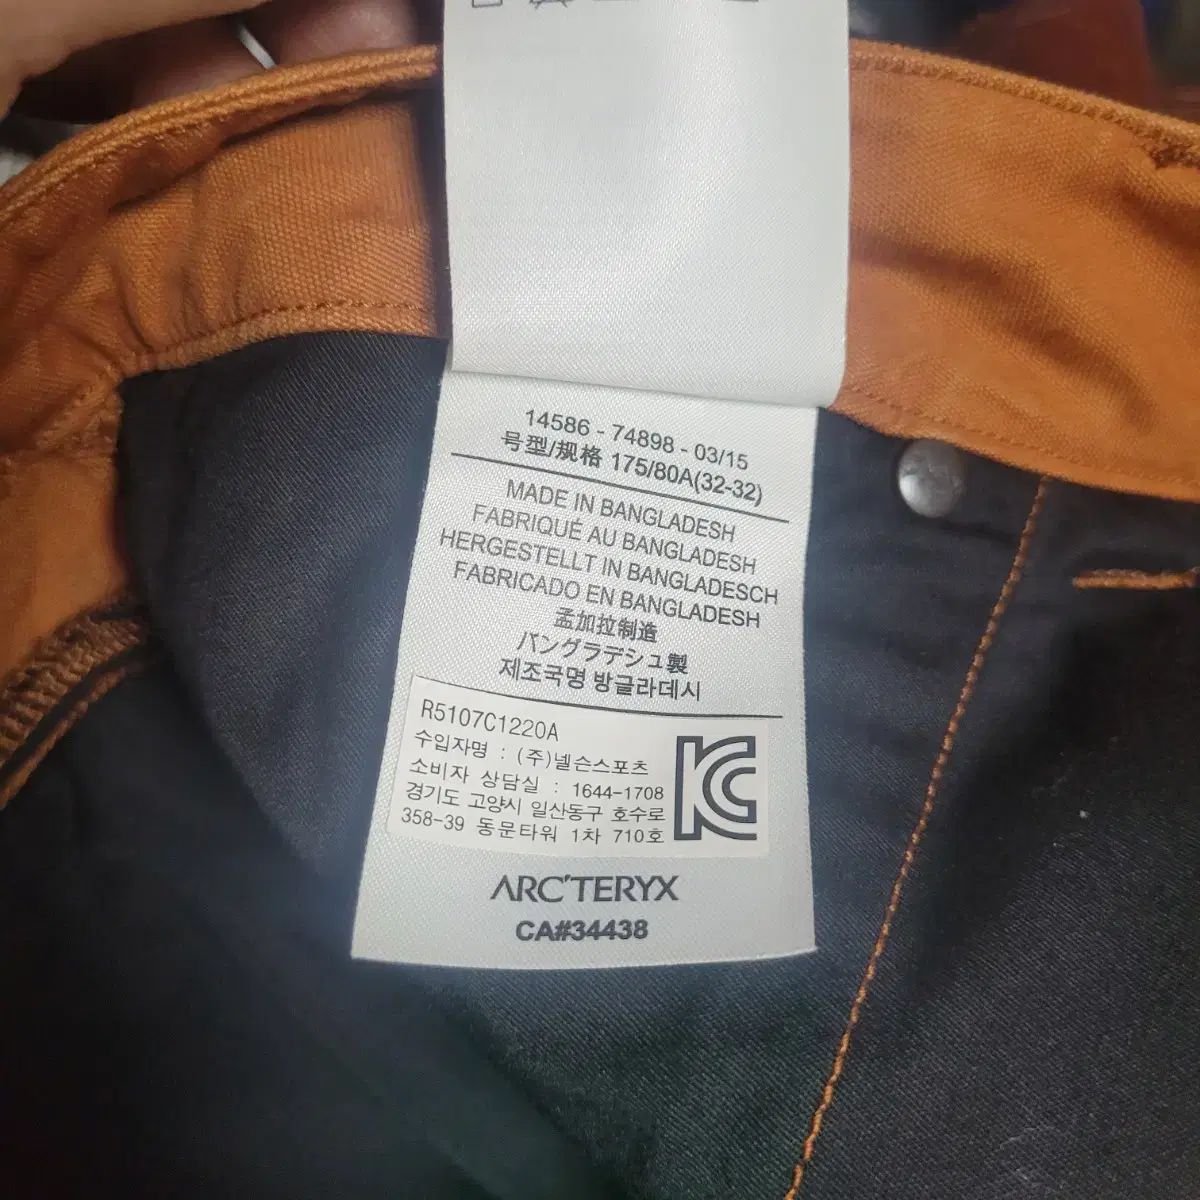 14586 - 74898 - 03/15
号型/规格 175/80A(32-32)
MADE IN BANGLADESH
FABRIQUÉ AU BANGLADESH
HERGESTELLT IN BANGLADESCH
FABRICADO EN BANGLADESH
孟加拉制造
バングラデシュ製
제조국명 방글라데시
R5107C1220A
수입자명 : (주)넬슨스포츠
소비자 상담실 : 1644-1708
경기도 고양시 일산동구 호수로
358-39 동문타워 1차 710호
ARC'TERYX
CA#34438